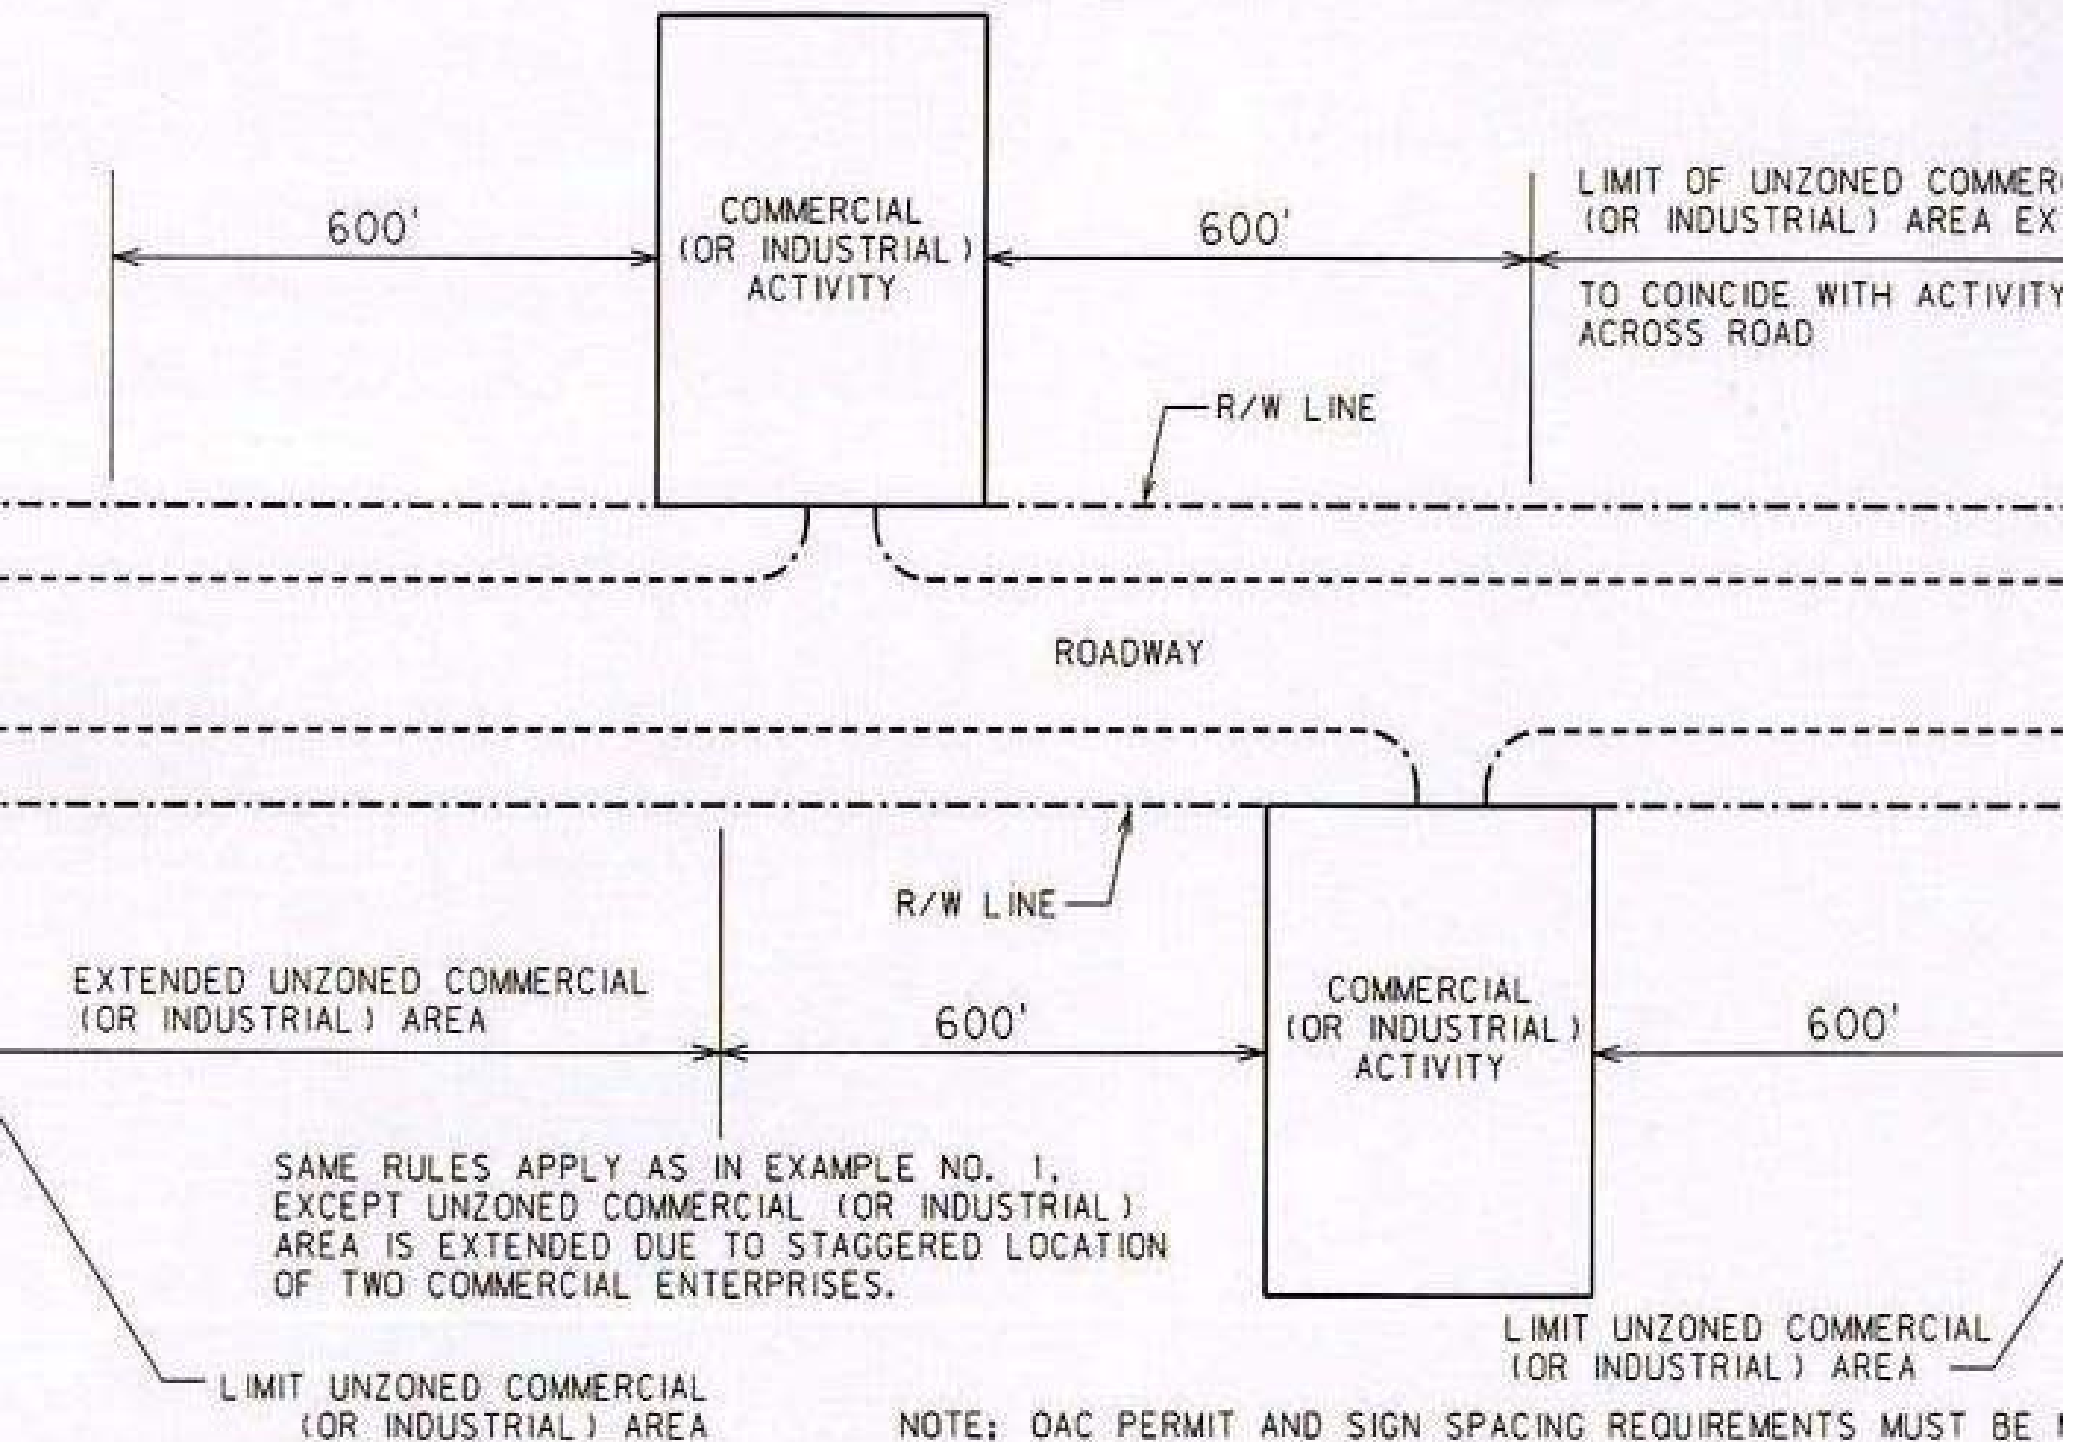 600'
COMMERCIAL
(OR INDUSTRIAL)
ACTIVITY
600'
LIMIT OF UNZONED
(OR INDUSTRIAL) AREA
TO COINCIDE WITH ACTIVITY
ACROSS ROAD
R/W LINE
ROADWAY
R/W LINE
EXTENDED UNZONED COMMERCIAL
(OR INDUSTRIAL) AREA
600'
COMMERCIAL
(OR INDUSTRIAL)
ACTIVITY
600'
SAME RULES APPLY AS IN EXAMPLE NO. 1,
EXCEPT UNZONED COMMERCIAL (OR INDUSTRIAL)
AREA IS EXTENDED DUE TO STAGGERED LOCATION
OF TWO COMMERCIAL ENTERPRISES.
LIMIT UNZONED COMMERCIAL
(OR INDUSTRIAL) AREA
LIMIT UNZONED COMMERCIAL
(OR INDUSTRIAL) AREA
NOTE: OAC PERMIT AND SIGN SPACING REQUIREMENTS MUST BE